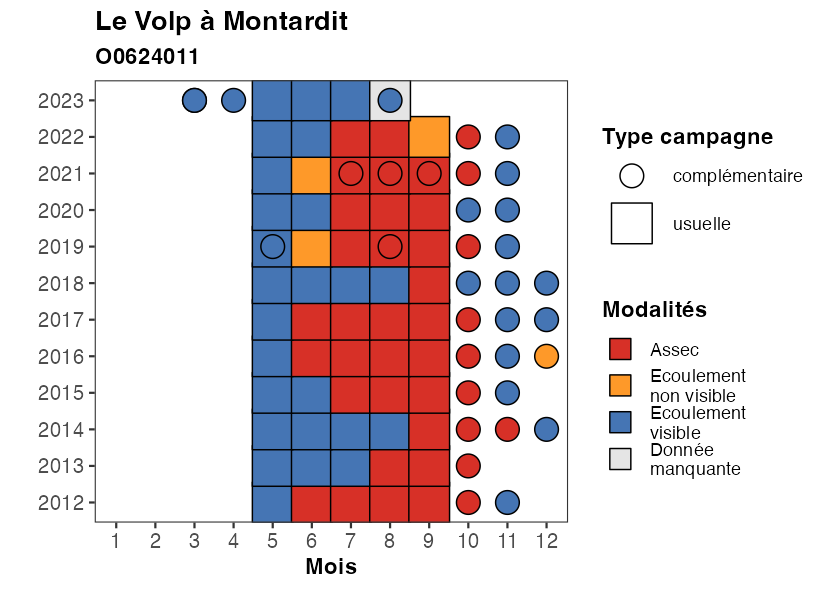 Le Volp à Montardit
O0624011
2023
2022
2021
2020
2019
2018
2017
2016
2015
2014
2013
2012
1 2 3 4 5 6 7 8 9 10 11 12
Mois
Type campagne
complémentaire
usuelle
Modalités
Assec
Ecoulement
non visible
Ecoulement
visible
Donnée
manquante